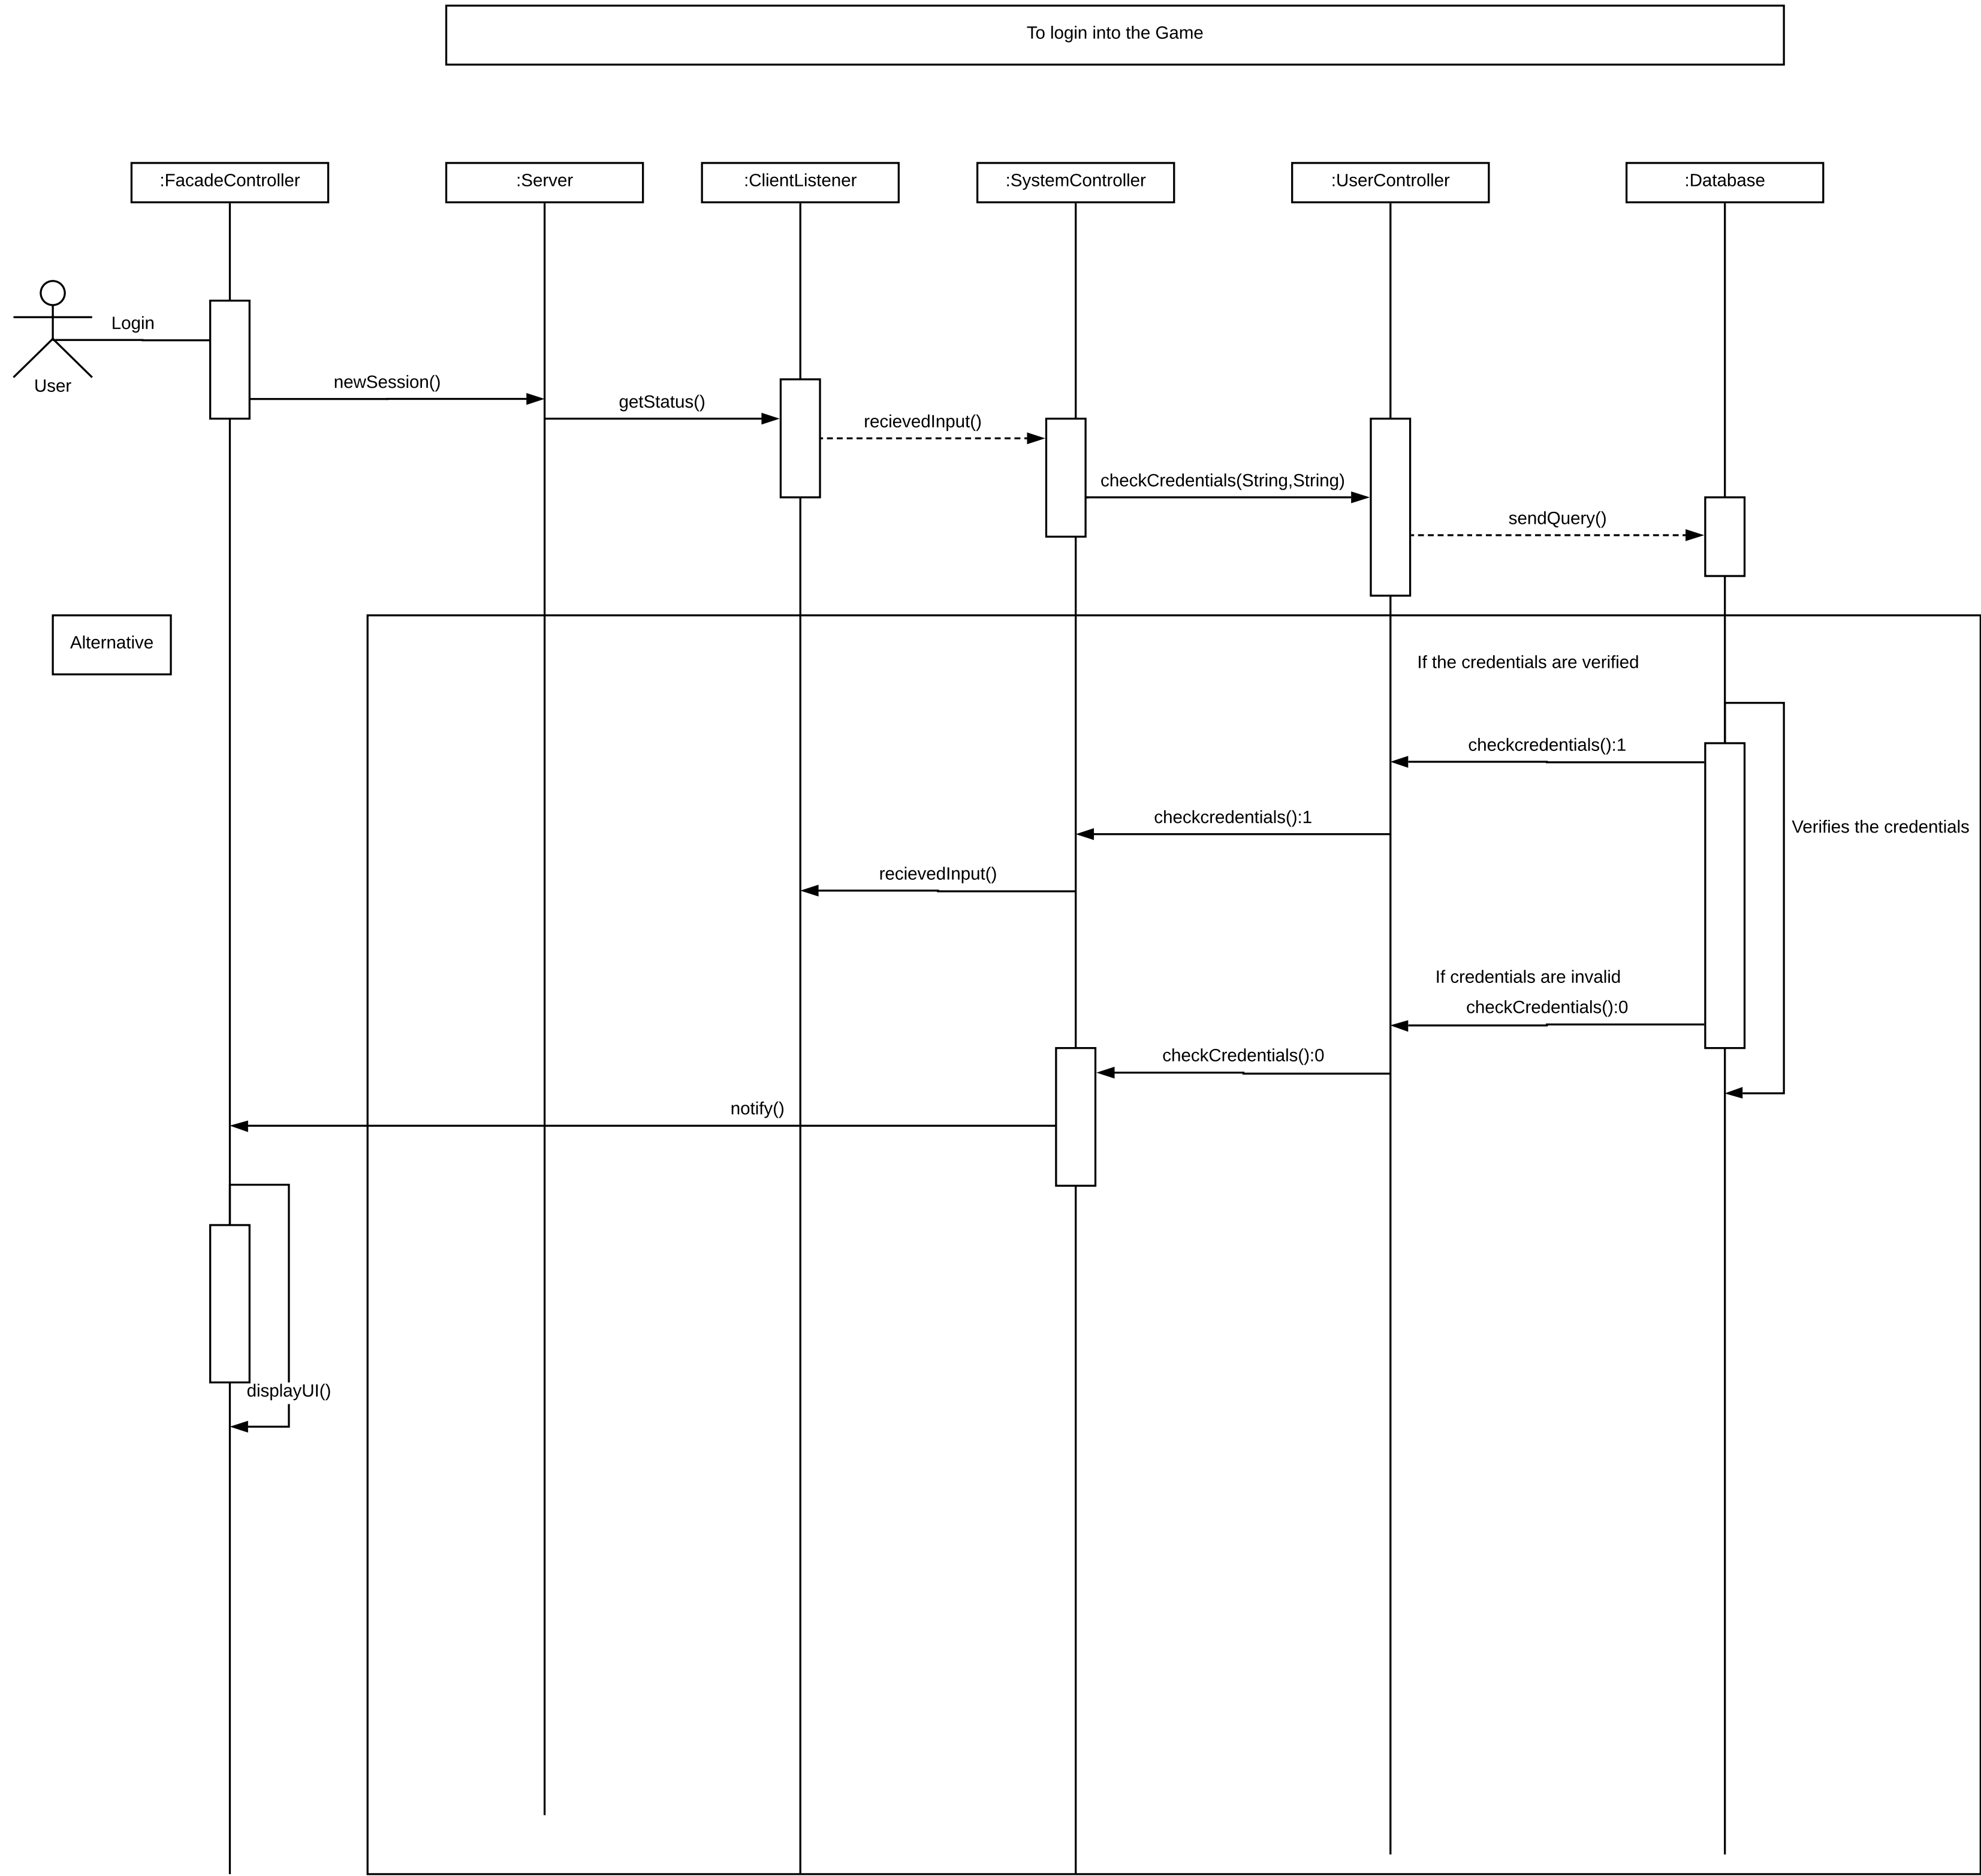 To login into the Game
:FacadeController
:Server
:ClientListener
:SystemController
:UserController
:Database
Login
User
newSession()
getStatus()
recievedInput()
checkCredentials(String,String)
sendQuery()
Alternative
If the credentials are verified
checkcredentials():1
checkcredentials():1
Verifies the credentials
recievedInput()
If credentials are invalid
checkCredentials():0
checkCredentials():0
notify()
displayUI()